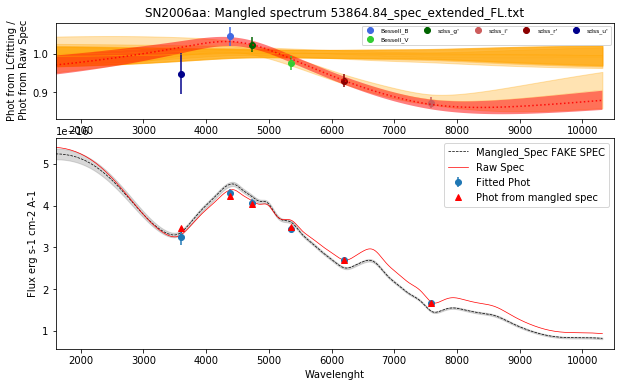 SN2006aa: Mangled spectrum 53864.84_spec_extended_FL.txt
Phot from LCfitting /
Phot from Raw Spec
1.0
0.9
Bessell_B
Bessell_V
sdss_g'
sdss_i'
sdss_r'
sdss_u'
2000 3000 4000 5000 6000 7000 8000 9000 10000
1e−16
Flux erg s-1 cm-2 A-1
5
4
3
2
1
Mangled_Spec FAKE SPEC
Raw Spec
Fitted Phot
Phot from mangled spec
2000 3000 4000 5000 6000 7000 8000 9000 10000
Wavelenght